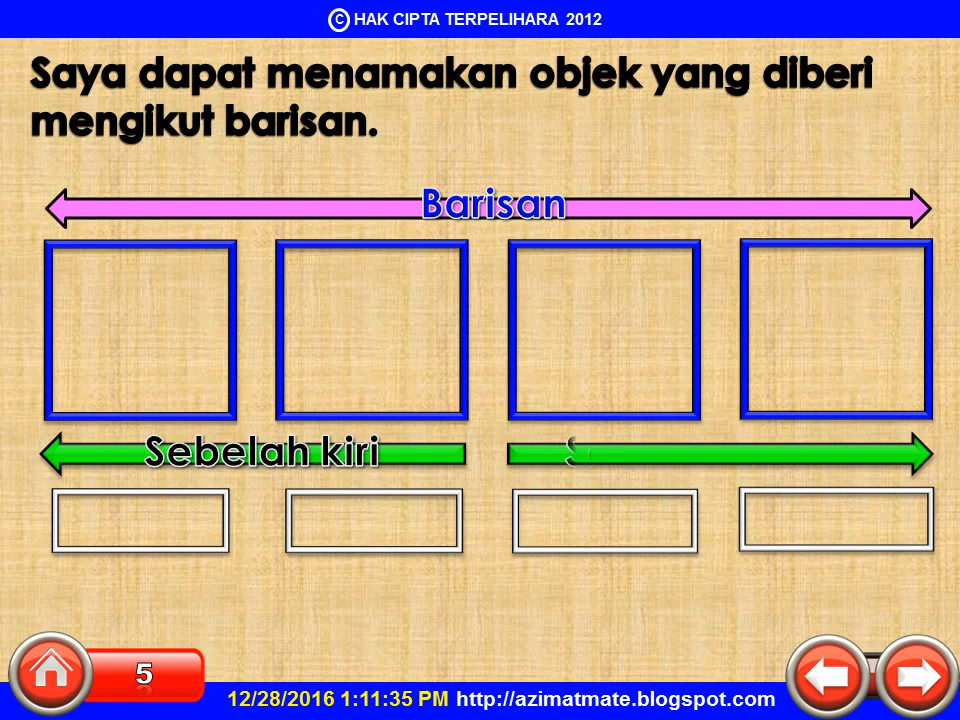 © HAK CIPTA TERPELIHARA 2012
Saya dapat menamakan objek yang diberi
mengikut barisan.
Barisan
Sebelah kiri
S
5
12/28/2016 1:11:35 PM http://azimatmate.blogspot.com